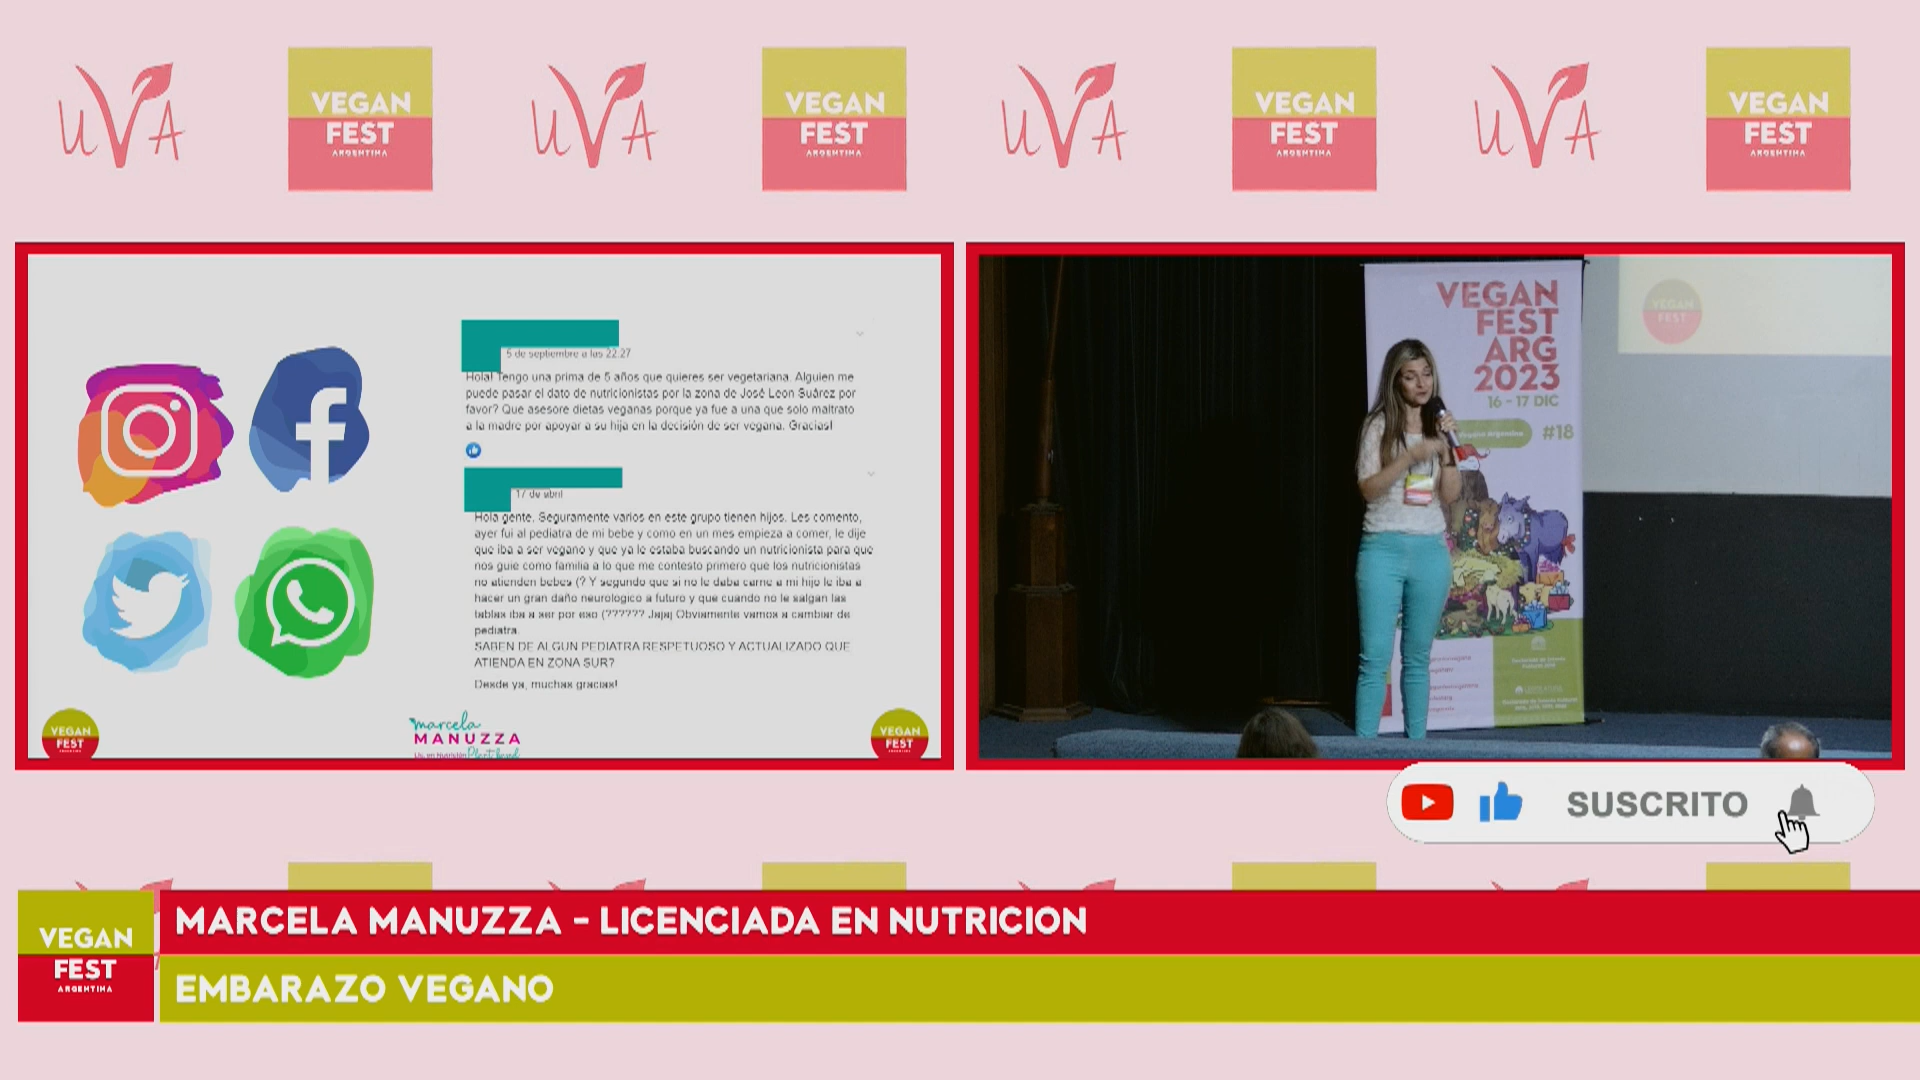 UVA
VEGAN
FEST
ARGENTINA
UVA
VEGAN
FEST
ARGENTINA
UVA
VEGAN
FEST
ARGENTINA
UVA
VEGAN
FEST
ARGENTINA
5 de septiembre a las 22:27
Hola! Tengo una prima de 5 años que quieres ser vegetariana. Alguien me
puede pasar el dato de nutricionistas por la zona de José Leon Suárez por
favor? Que asesore dietas veganas porque ya fue a una que solo maltrato
a la madre por apoyar a su hija en la decisión de ser vegana. Gracias!
17 de abril
Hola gente. Seguramente varios en este grupo tienen hijos. Les comento,
ayer fui al pediatra de mi bebe y como en un mes empieza a comer, le dije
que iba a ser vegano y que ya le estaba buscando un nutricionista para que
nos guie como familia a lo que me contesto primero que los nutricionistas
no atienden bebes (? Y segundo que si no le daba carne a mi hijo le iba a
hacer un gran daño neurologico a futuro y que cuando no le salgan las
tablas iba a ser por eso (?????? Jajaj Obviamente vamos a cambiar de
pediatra.
SABEN DE ALGUN PEDIATRA RESPETUOSO Y ACTUALIZADO QUE
ATIENDA EN ZONA SUR?
Desde ya, muchas gracias!
VEGAN
FEST
marcela
MANUZZA
Lic. en Nutrición Plant based
VEGAN
FEST
VEGAN
FEST
ARG
2023
16 - 17 DIC
#18
VEGAN
FEST
SUSCRITO
VEGAN
FEST
ARGENTINA
MARCELA MANUZZA - LICENCIADA EN NUTRICION
EMBARAZO VEGANO